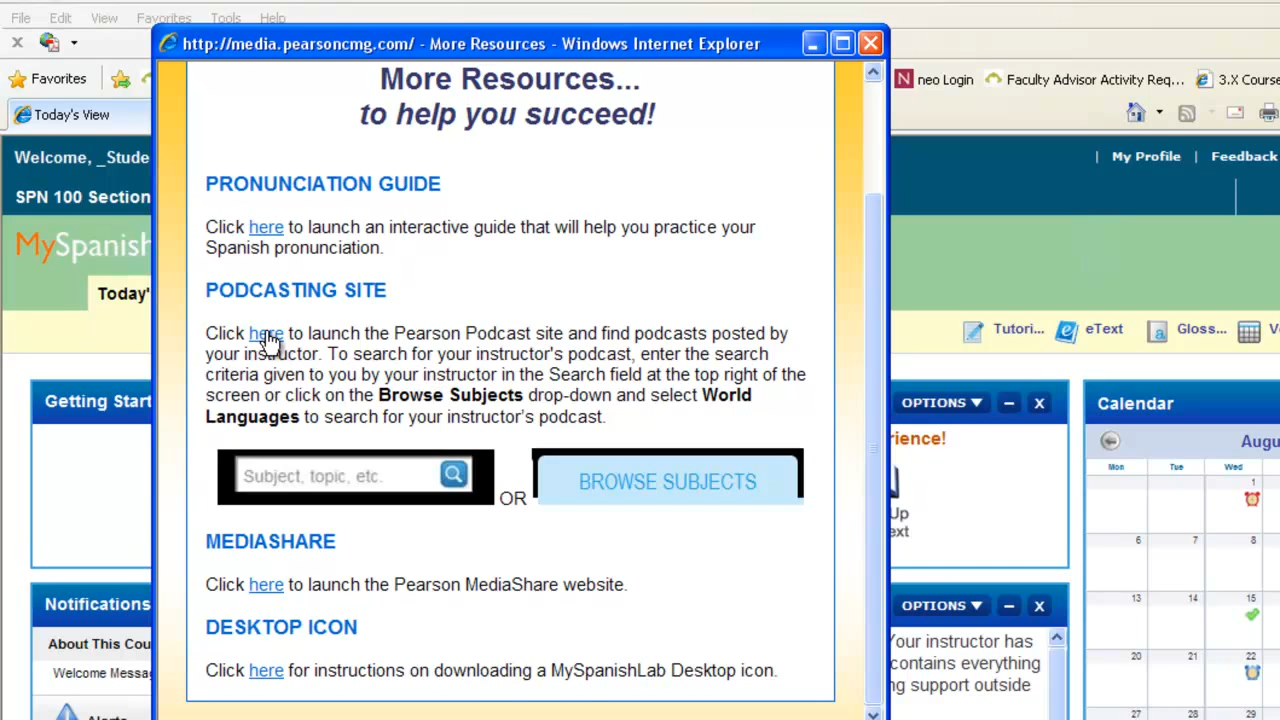 File Edit View Favorites Tools Help
http://media.pearsoncmg.com/ - More Resources - Windows Internet Explorer
Favorites
neo Login Faculty Advisor Activity Req... 3.X Course
Today's View
More Resources...
to help you succeed!
Welcome, _Stude
| My Profile | Feedback
SPN 100 Section
PRONUNCIATION GUIDE
Click here to launch an interactive guide that will help you practice your
Spanish pronunciation.
MySpanish
Today'
PODCASTING SITE
Click here to launch the Pearson Podcast site and find podcasts posted by
your instructor. To search for your instructor's podcast, enter the search
criteria given to you by your instructor in the Search field at the top right of the
screen or click on the Browse Subjects drop-down and select World
Languages to search for your instructor's podcast.
Tutori... eText Gloss...
Getting Start
OPTIONS
Calendar
rience!
Augu
Mon Tue Wed
1
Subject, topic, etc. OR BROWSE SUBJECTS
Up
ext
6 7 8
MEDIASHARE
Click here to launch the Pearson MediaShare website.
13 14 15
Notifications
OPTIONS
DESKTOP ICON
Click here for instructions on downloading a MySpanishLab Desktop icon.
About This Cou
Welcome Messa
Alerts
Your instructor has
contains everything
ng support outside
20 21 22
27 28 29